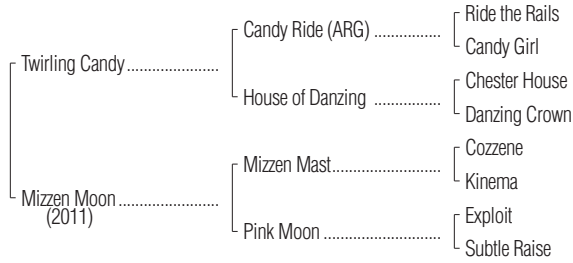 Ride the Rails
Candy Ride (ARG) ................
Candy Girl
Twirling Candy ......................
Chester House
House of Danzing ................
Danzing Crown
Cozzene
Mizzen Mast..........................
Kinema
Mizzen Moon ........................
(2011)
Exploit
Pink Moon ............................
Subtle Raise